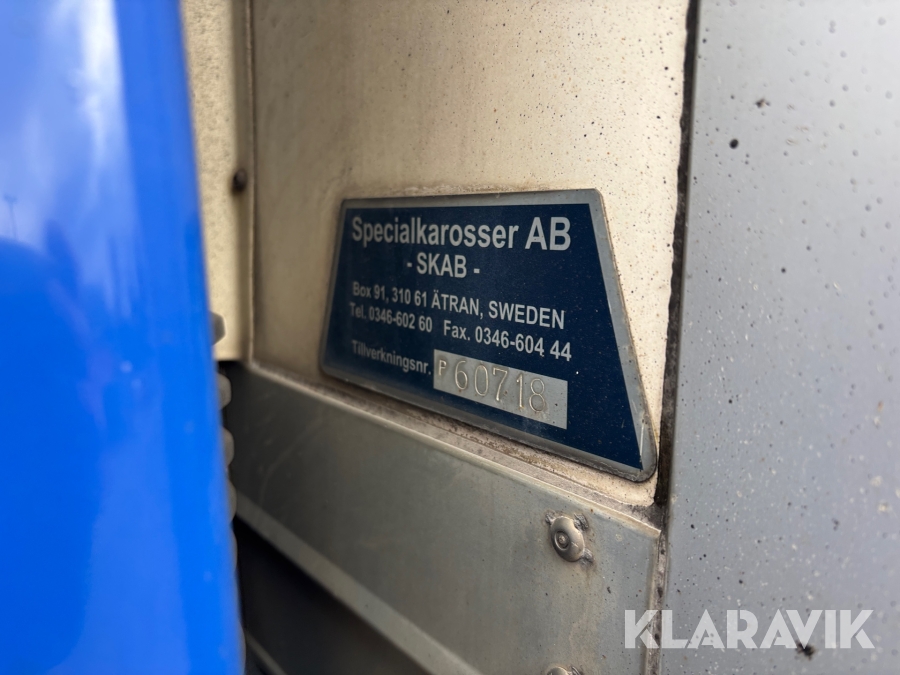 Specialkarosser AB
- SKAB -
Box 91, 310 61 ÄTRAN, SWEDEN
Tel. 0346-602 60 Fax. 0346-604 44
Tillverkningsnr. P60718
KLARAVIK